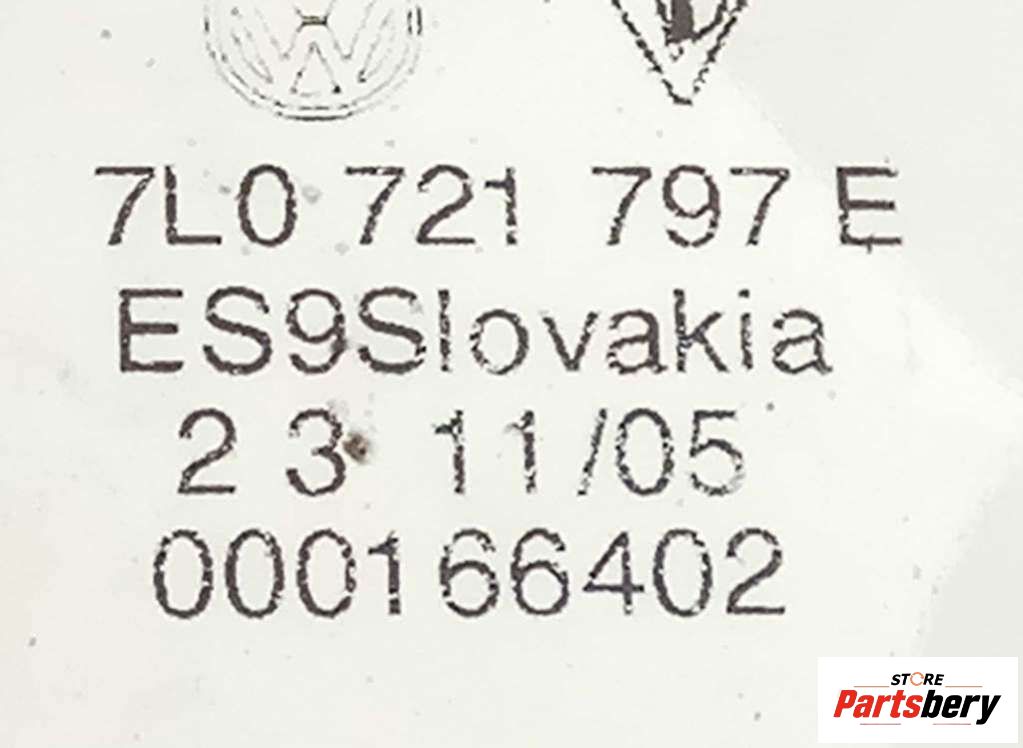 7L0 721 797 E
ES9Slovakia
2 3 11/05
000166402
STORE
Partsbery